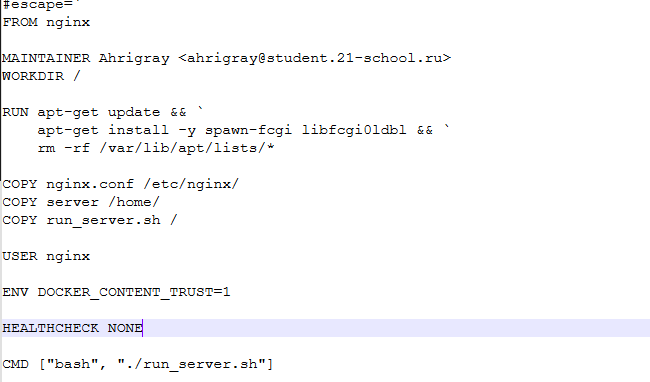 #escape=`
FROM nginx
MAINTAINER Ahrigray <ahrigray@student.21-school.ru>
WORKDIR /
RUN apt-get update && `
apt-get install -y spawn-fcgi libfcgi0ldbl && `
rm -rf /var/lib/apt/lists/*
COPY nginx.conf /etc/nginx/
COPY server /home/
COPY run_server.sh /
USER nginx
ENV DOCKER_CONTENT_TRUST=1
HEALTHCHECK NONE
CMD ["bash", "./run_server.sh"]